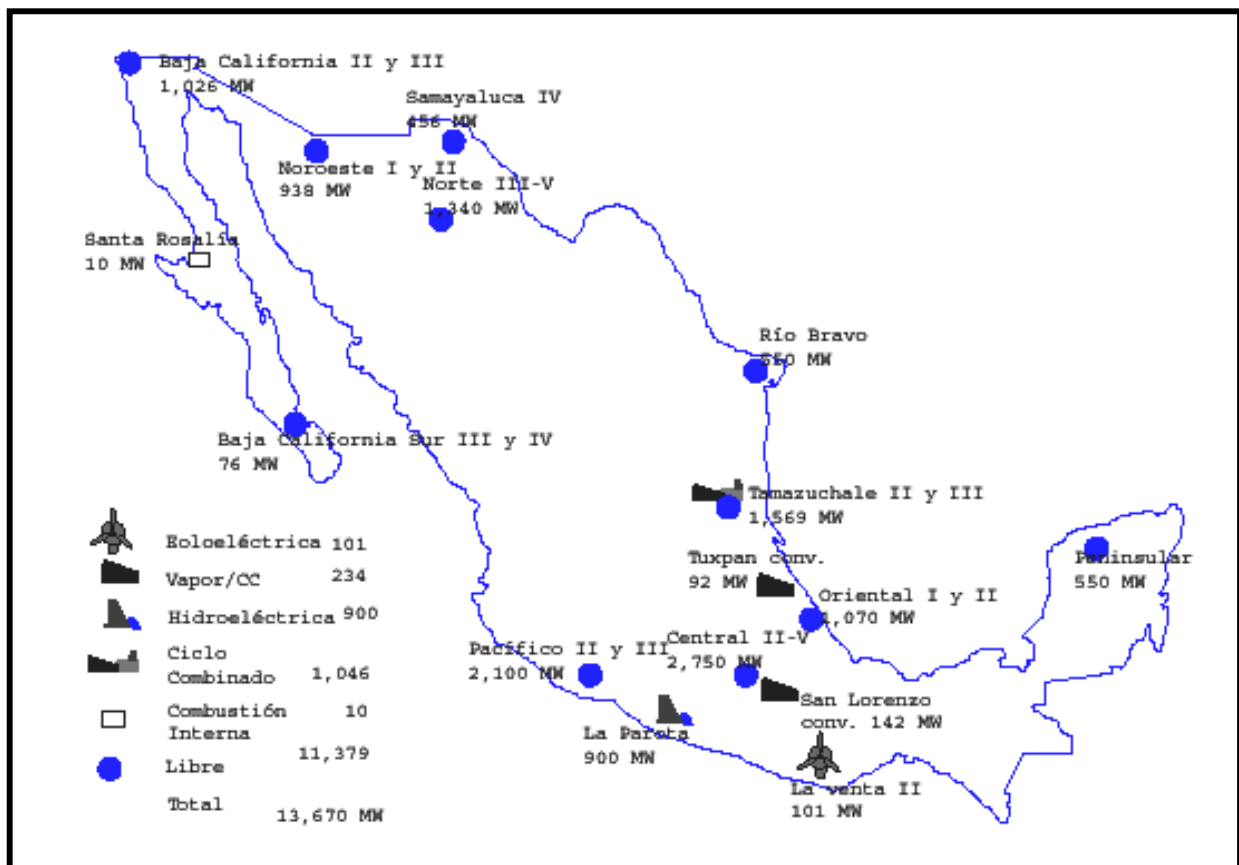 Baja California II y III
1,026 MW
Samayaluca IV
456 MW
Noroeste I y II
938 MW
Norte III-V
1,340 MW
Santa Rosalía
10 MW
Río Bravo
550 MW
Baja California Sur III y IV
76 MW
Tamazuchale II y III
1,569 MW
Tuxpan conv.
92 MW
Peninsular
550 MW
Oriental I y II
1,070 MW
Pacífico II y III
2,100 MW
Central II-V
2,750 MW
San Lorenzo
conv. 142 MW
La Parota
900 MW
La Venta II
101 MW
Eoloeléctrica 101
Vapor/CC 234
Hidroeléctrica 900
Ciclo
Combinado 1,046
Combustión 10
Interna
11,379
Libre
Total
13,670 MW